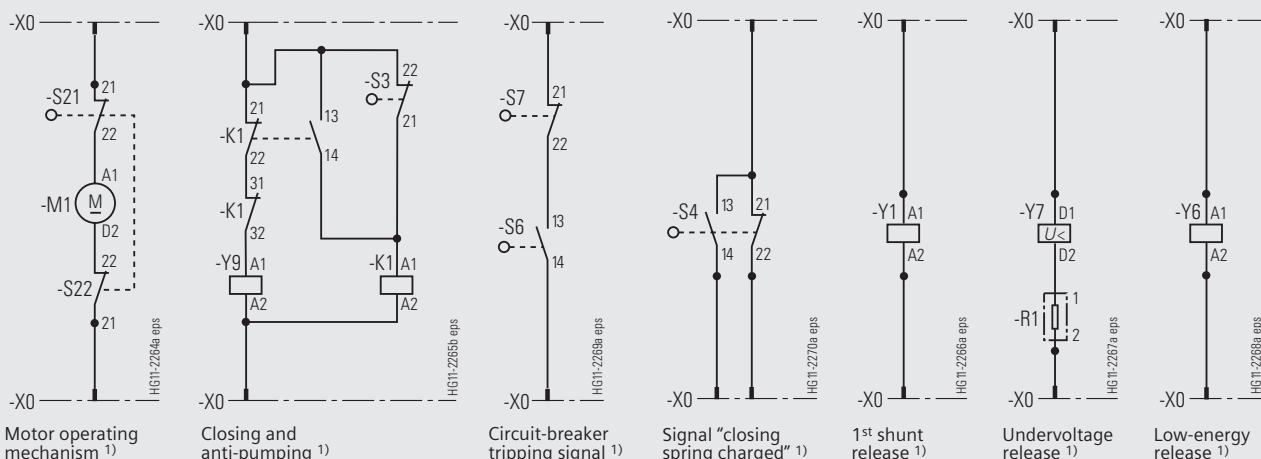 -X0 -X0 -X0 -X0 -X0 -X0 -X0
21
-S21
22
A1
-M1 M
D2
22
-S22
21
HG11-2264a eps
-X0
Motor operating
mechanism 1)
22
-S3
21
21
-K1
22
13
14
31
-K1
32
-Y9 A1
A2
-K1 A1
A2
HG11-2265b eps
-X0
Closing and
anti-pumping 1)
21
-S7
22
13
-S6
14
HG11-2269a eps
-X0
Circuit-breaker
tripping signal 1)
-S4 13 21
14 22
HG11-2270a eps
-X0
Signal “closing
spring charged” 1)
-Y1 A1
A2
HG11-2266a eps
-X0
1st shunt
release 1)
-Y7 D1
U<
D2
1
-R1
2
HG11-2267a eps
-X0
Undervoltage
release 1)
-Y6 A1
A2
HG11-2268a eps
-X0
Low-energy
release 1)